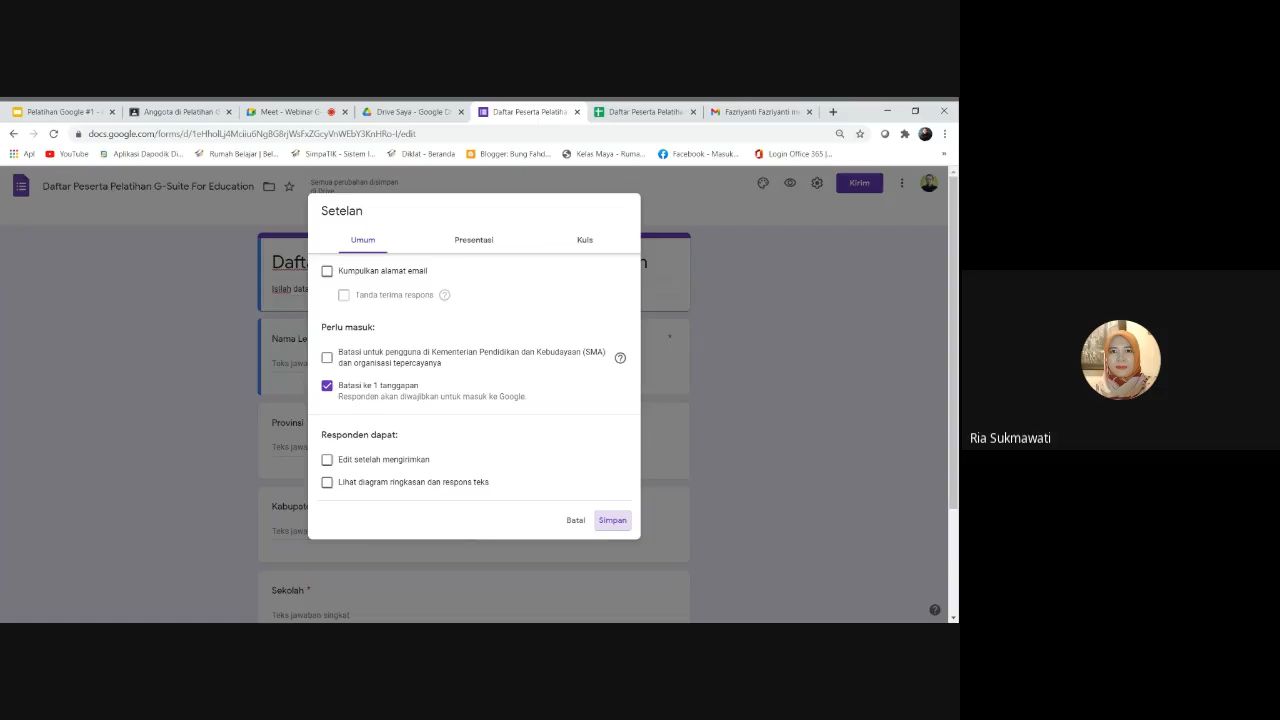 Pelatihan Google #1 -
Anggota di Pelatihan G
Meet - Webinar G
Drive Saya - Google D
Daftar Peserta Pelatiha
Daftar Peserta Pelatiha
Fazriyanti Fazriyanti m
docs.google.com/forms/d/
/edit
Apl
YouTube
Aplikasi Dapodik Di...
Rumah Belajar | Bel...
SimpaTIK - Sistem I...
Diklat - Beranda
Blogger: Bung Fahd...
Kelas Maya - Ruma...
Facebook - Masuk...
Login Office 365 |...
»
Daftar Peserta Pelatihan G-Suite For Education
Semua perubahan disimpan
di Drive
Kirim
Setelan
Umum
Presentasi
Kuis
Daft
n
Isilah data
Kumpulkan alamat email
Tanda terima respons
Perlu masuk:
Nama Le
*
Batasi untuk pengguna di Kementerian Pendidikan dan Kebudayaan (SMA)
dan organisasi tepercayanya
Teks jawa
Batasi ke 1 tanggapan
Responden akan diwajibkan untuk masuk ke Google.
Provinsi
Responden dapat:
Teks jawa
Edit setelah mengirimkan
Lihat diagram ringkasan dan respons teks
Kabupat
Batal
Simpan
Teks jawa
Sekolah *
Teks jawaban singkat
Ria Sukmawati